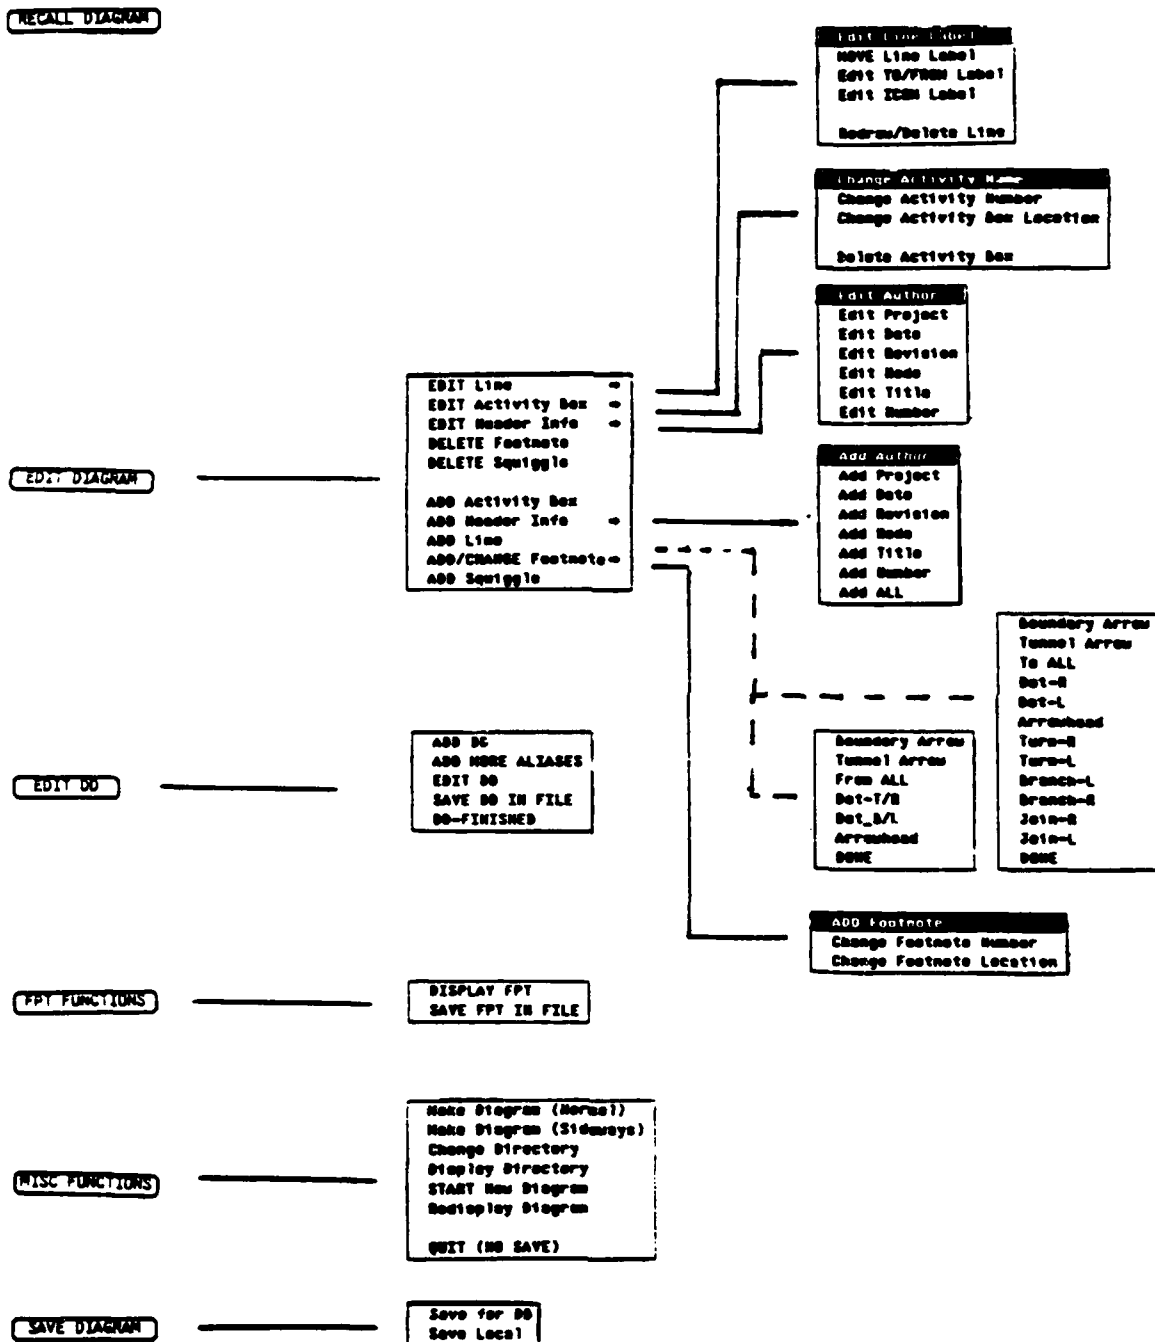 RECALL DIAGRAM
Edit Line Label
MOVE Line Label
Edit TO/FROM Label
Edit ICOM Label
Redraw/Delete Line
Change Activity Name
Change Activity Number
Change Activity Box Location
Delete Activity Box
Edit Author
Edit Project
Edit Date
Edit Revision
Edit Node
Edit Title
Edit Number
EDIT DIAGRAM
EDIT Line ⇒
EDIT Activity Box ⇒
EDIT Header Info ⇒
DELETE Footnote
DELETE Squiggle
ADD Activity Box
ADD Header Info ⇒
ADD Line
ADD/CHANGE Footnote⇒
ADD Squiggle
Add Author
Add Project
Add Date
Add Revision
Add Node
Add Title
Add Number
Add ALL
Boundary Arrow
Tunnel Arrow
To ALL
Dot-R
Dot-L
Arrowhead
Turn-R
Turn-L
Branch-L
Branch-R
Join-R
Join-L
DONE
Boundary Arrow
Tunnel Arrow
From ALL
Dot-T/R
Dot_B/L
Arrowhead
DONE
EDIT DD
ADD DD
ADD MORE ALIASES
EDIT DD
SAVE DD IN FILE
DD-FINISHED
ADD Footnote
Change Footnote Number
Change Footnote Location
FPT FUNCTIONS
DISPLAY FPT
SAVE FPT IN FILE
MISC FUNCTIONS
Make Diagram (Normal)
Make Diagram (Sideways)
Change Directory
Display Directory
START New Diagram
Redisplay Diagram
QUIT (NO SAVE)
SAVE DIAGRAM
Save for DB
Save Local